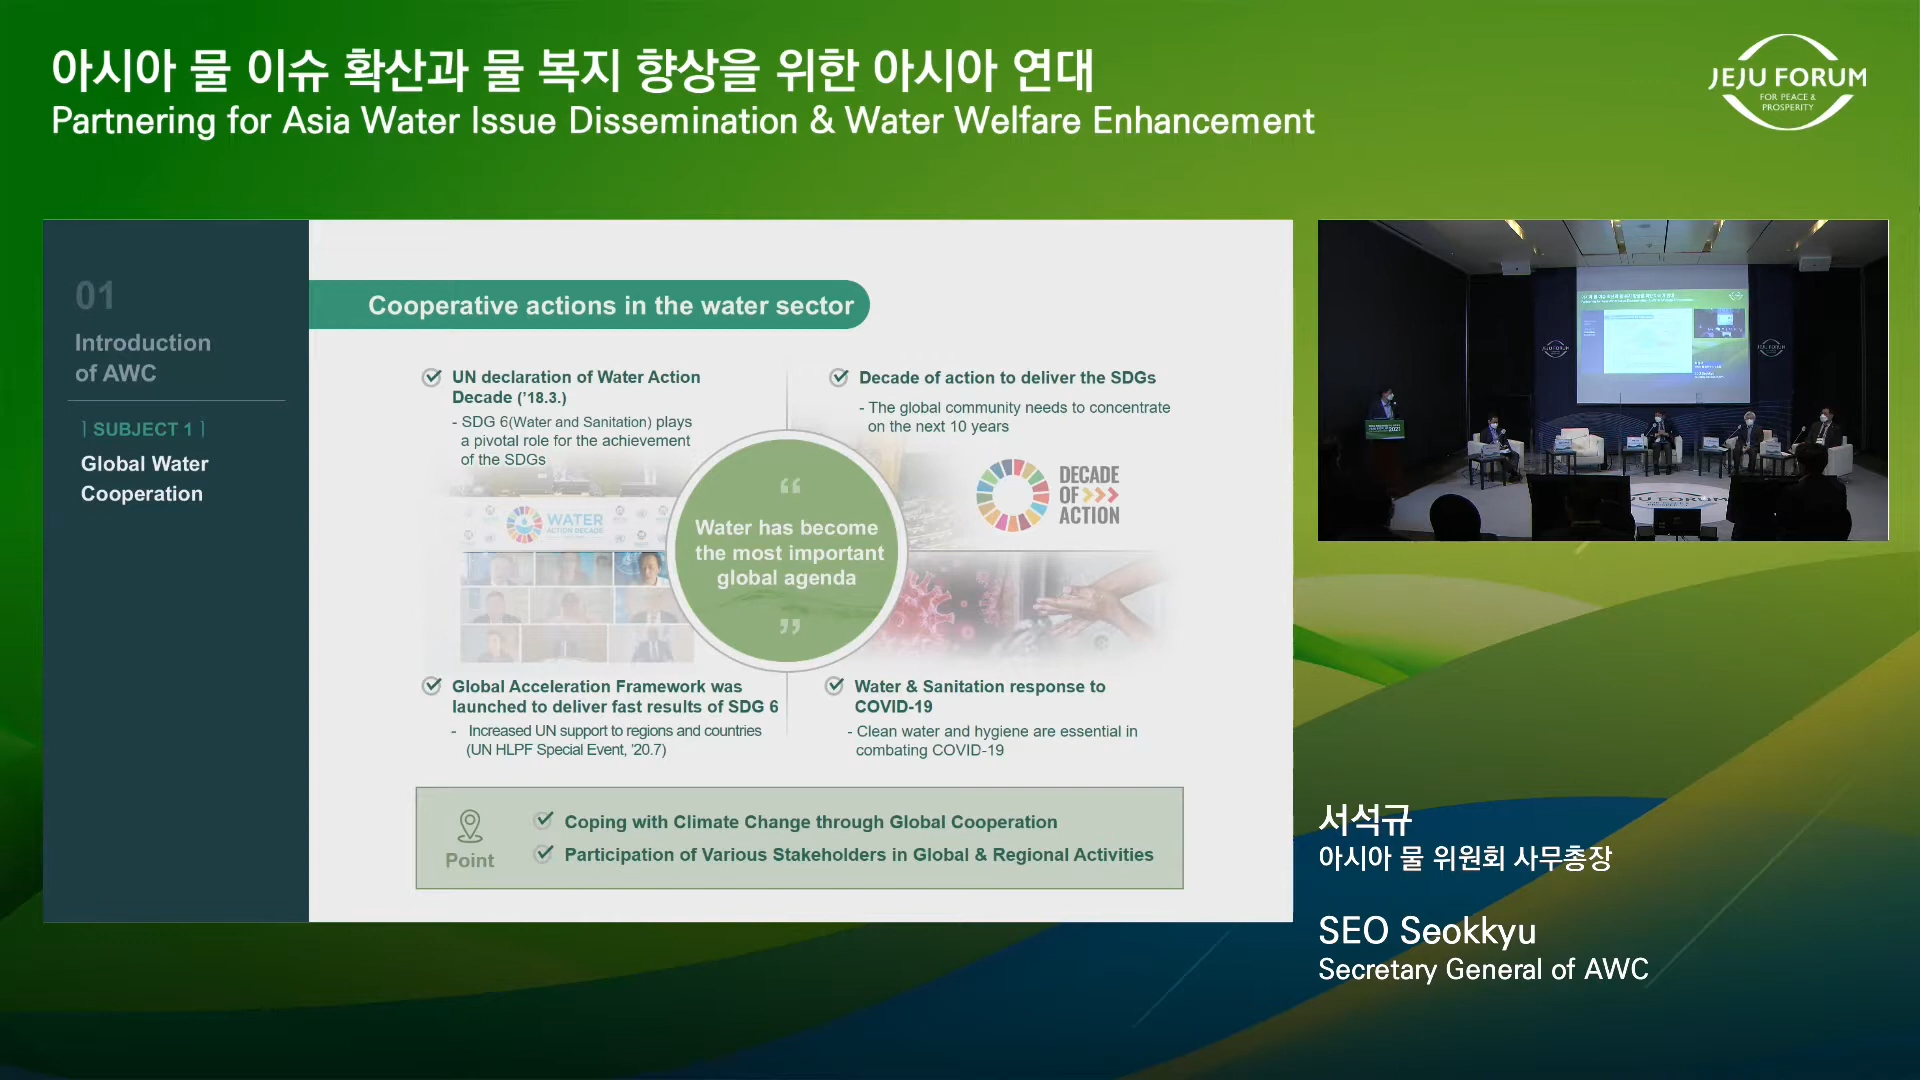 아시아 물 이슈 확산과 물 복지 향상을 위한 아시아 연대
Partnering for Asia Water Issue Dissemination & Water Welfare Enhancement
JEJU FORUM
FOR PEACE &
PROSPERITY
01
Introduction
of AWC
SUBJECT 1
Global Water
Cooperation
Cooperative actions in the water sector
UN declaration of Water Action
Decade ('18.3.)
- SDG 6(Water and Sanitation) plays
a pivotal role for the achievement
of the SDGs
WATER
ACTION DECADE
Decade of action to deliver the SDGs
- The global community needs to concentrate
on the next 10 years
DECADE
OF >>>
ACTION
“
Water has become
the most important
global agenda
”
Global Acceleration Framework was
launched to deliver fast results of SDG 6
- Increased UN support to regions and countries
(UN HLPF Special Event, '20.7)
Water & Sanitation response to
COVID-19
- Clean water and hygiene are essential in
combating COVID-19
Point
Coping with Climate Change through Global Cooperation
Participation of Various Stakeholders in Global & Regional Activities
JEJU FORUM
JEJU FORUM
2021
JEJU FORUM
서석규
아시아 물 위원회 사무총장
SEO Seokkyu
Secretary General of AWC